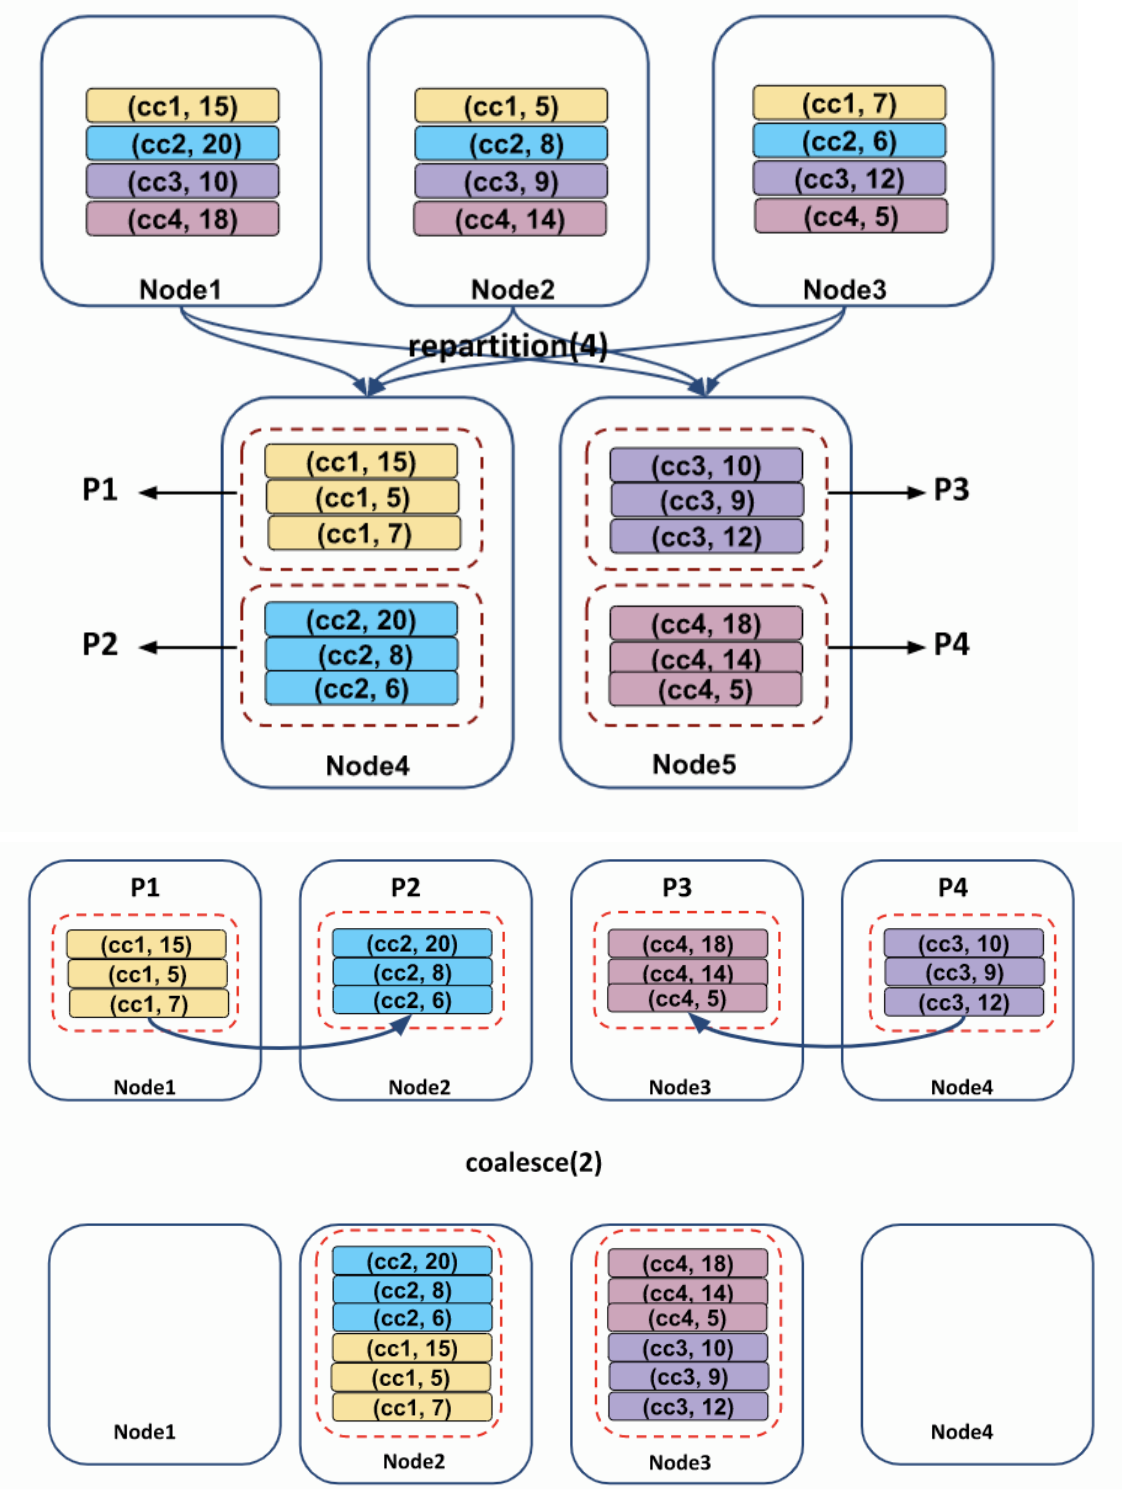 (cc1, 15)
(cc2, 20)
(cc3, 10)
(cc4, 18)
Node1
(cc1, 5)
(cc2, 8)
(cc3, 9)
(cc4, 14)
Node2
(cc1, 7)
(cc2, 6)
(cc3, 12)
(cc4, 5)
Node3
repartition(4)
P1
(cc1, 15)
(cc1, 5)
(cc1, 7)
P2
(cc2, 20)
(cc2, 8)
(cc2, 6)
Node4
(cc3, 10)
(cc3, 9)
(cc3, 12)
P3
(cc4, 18)
(cc4, 14)
(cc4, 5)
P4
Node5
P1
(cc1, 15)
(cc1, 5)
(cc1, 7)
Node1
P2
(cc2, 20)
(cc2, 8)
(cc2, 6)
Node2
P3
(cc4, 18)
(cc4, 14)
(cc4, 5)
Node3
P4
(cc3, 10)
(cc3, 9)
(cc3, 12)
Node4
coalesce(2)
Node1
(cc2, 20)
(cc2, 8)
(cc2, 6)
(cc1, 15)
(cc1, 5)
(cc1, 7)
Node2
(cc4, 18)
(cc4, 14)
(cc4, 5)
(cc3, 10)
(cc3, 9)
(cc3, 12)
Node3
Node4